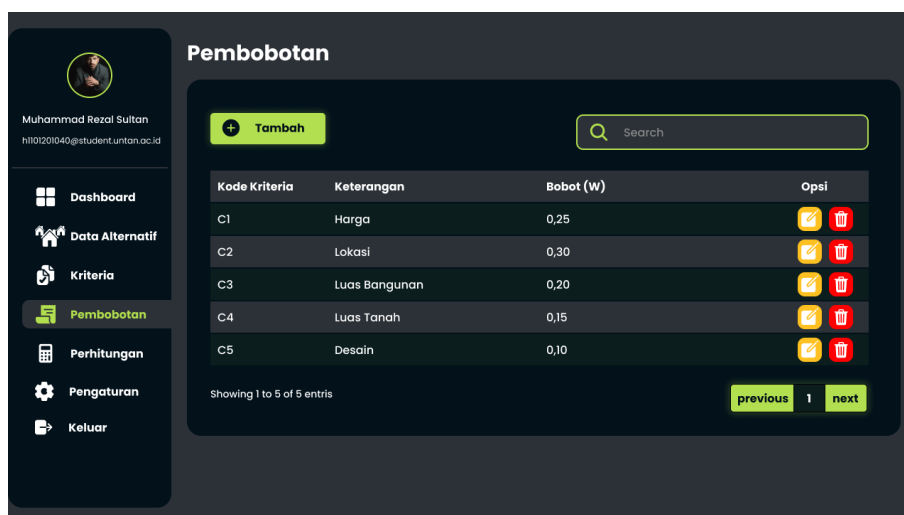 Pembobotan
Muhammad Rezal Sultan
h1101201040@student.untan.ac.id
Dashboard
Data Alternatif
Kriteria
Pembobotan
Perhitungan
Pengaturan
Keluar
Tambah
Search
Kode Kriteria Keterangan Bobot (W) Opsi
C1 Harga 0,25
C2 Lokasi 0,30
C3 Luas Bangunan 0,20
C4 Luas Tanah 0,15
C5 Desain 0,10
Showing 1 to 5 of 5 entris
previous 1 next